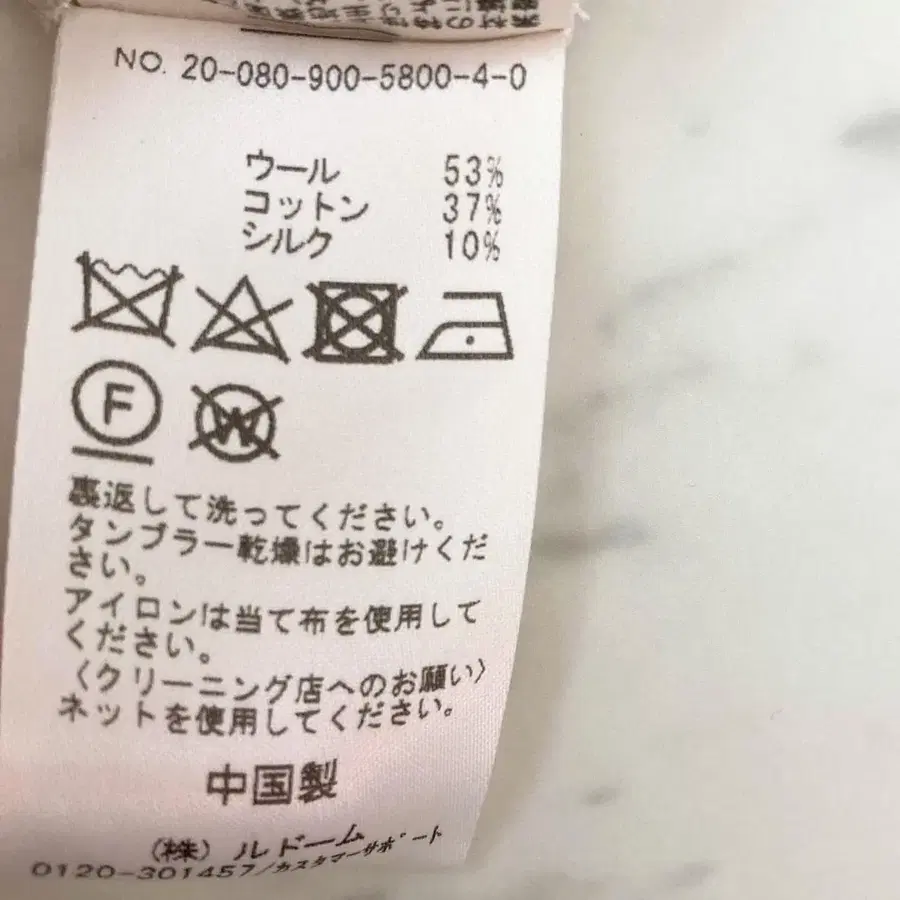 素材の特性
NO. 20-080-900-5800-4-0
ウール 53%
コットン 37%
シルク 10%
F
W
裏返して洗ってください。
タンブラー乾燥はお避けくだ
さい。
アイロンは当て布を使用して
ください。
〈クリーニング店へのお願い〉
ネットを使用してください。
中国製
(株) ルドーム
0120-301457/カスタマーサポート